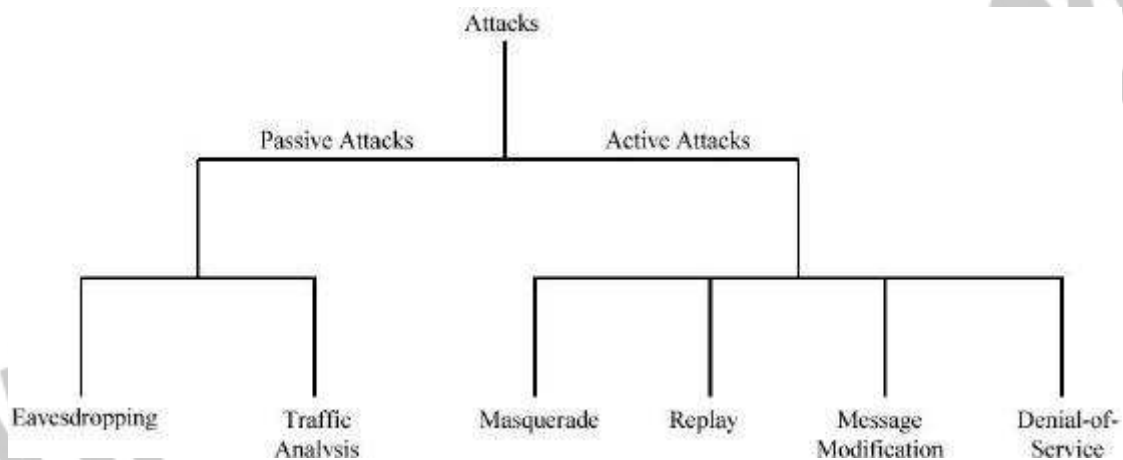 Attacks
Passive Attacks
Active Attacks
Eavesdropping
Traffic
Analysis
Masquerade
Replay
Message
Modification
Denial-of-
Service